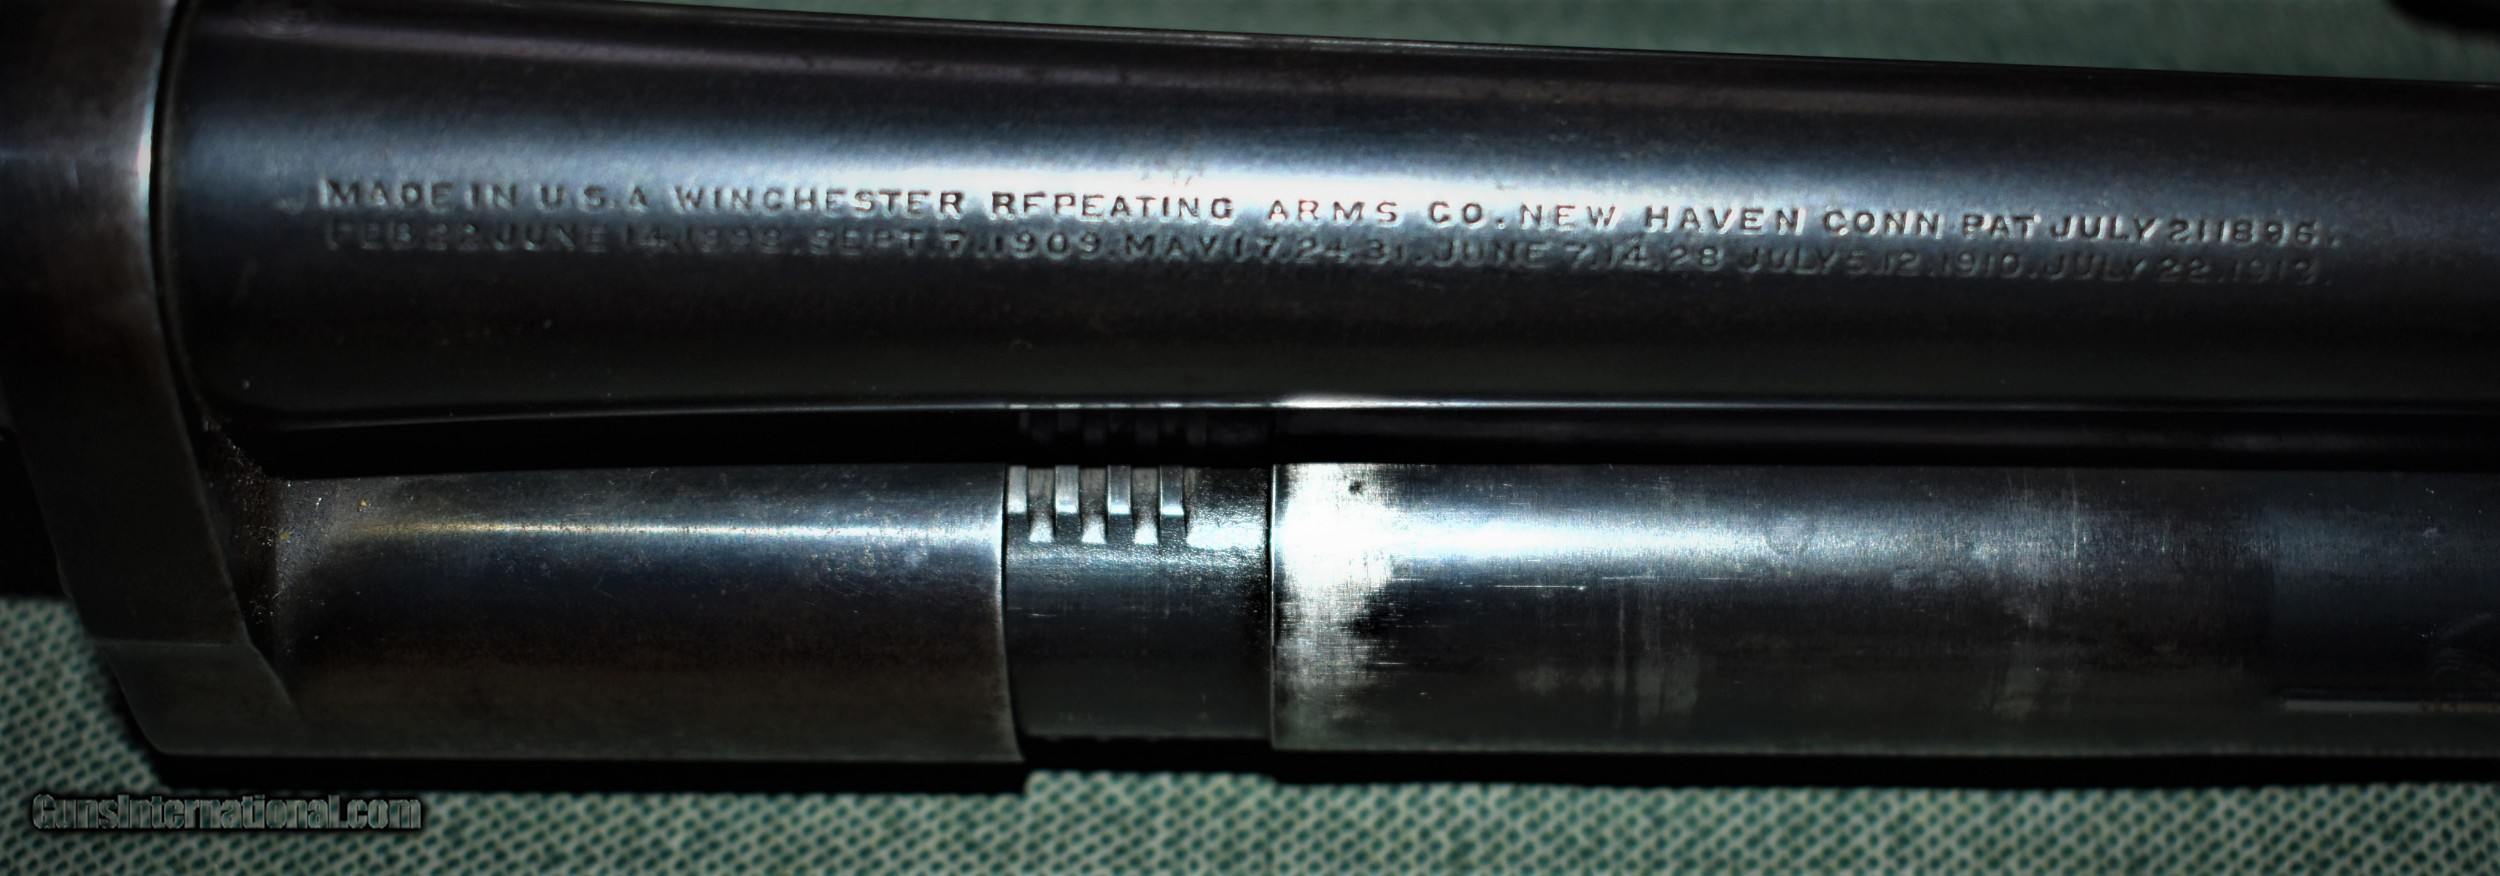 MADE IN U.S.A WINCHESTER REPEATING ARMS CO. NEW HAVEN CONN PAT JULY 21 1896.
FEB 22 JUNE 14.1898. SEPT. 7.1909. MAY 17.24.31. JUNE 7.14.28 JULY 5.12.1910. JULY 22.1913.
GunsInternational.com